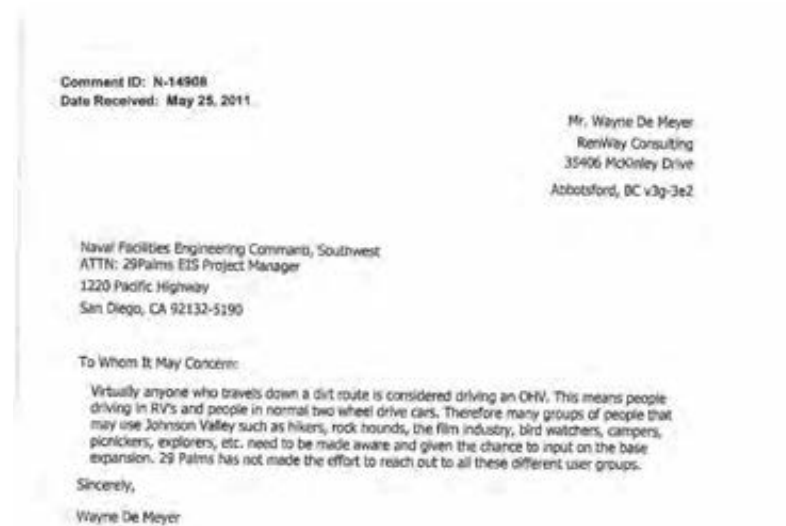 Comment ID: N-14908
Date Received: May 25, 2011
Mr. Wayne De Meyer
RenWay Consulting
35406 McKinley Drive
Abbotsford, BC v3g-3e2
Naval Facilities Engineering Command, Southwest
ATTN: 29Palms EIS Project Manager
1220 Pacific Highway
San Diego, CA 92132-5190
To Whom It May Concern:
Virtually anyone who travels down a dirt route is considered driving an OHV. This means people
driving in RV's and people in normal two wheel drive cars. Therefore many groups of people that
may use Johnson Valley such as hikers, rock hounds, the film industry, bird watchers, campers,
picnickers, explorers, etc. need to be made aware and given the chance to input on the base
expansion. 29 Palms has not made the effort to reach out to all these different user groups.
Sincerely,
Wayne De Meyer